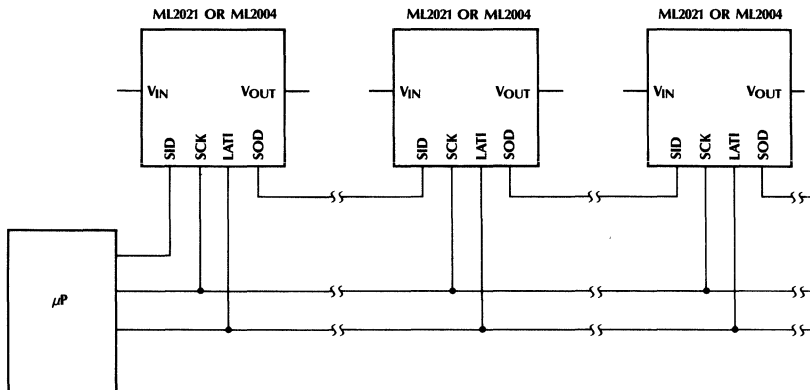 ML2021 OR ML2004 ML2021 OR ML2004 ML2021 OR ML2004
VIN VOUT VIN VOUT VIN VOUT
SID SCK LATI SOD SID SCK LATI SOD SID SCK LATI SOD
μP